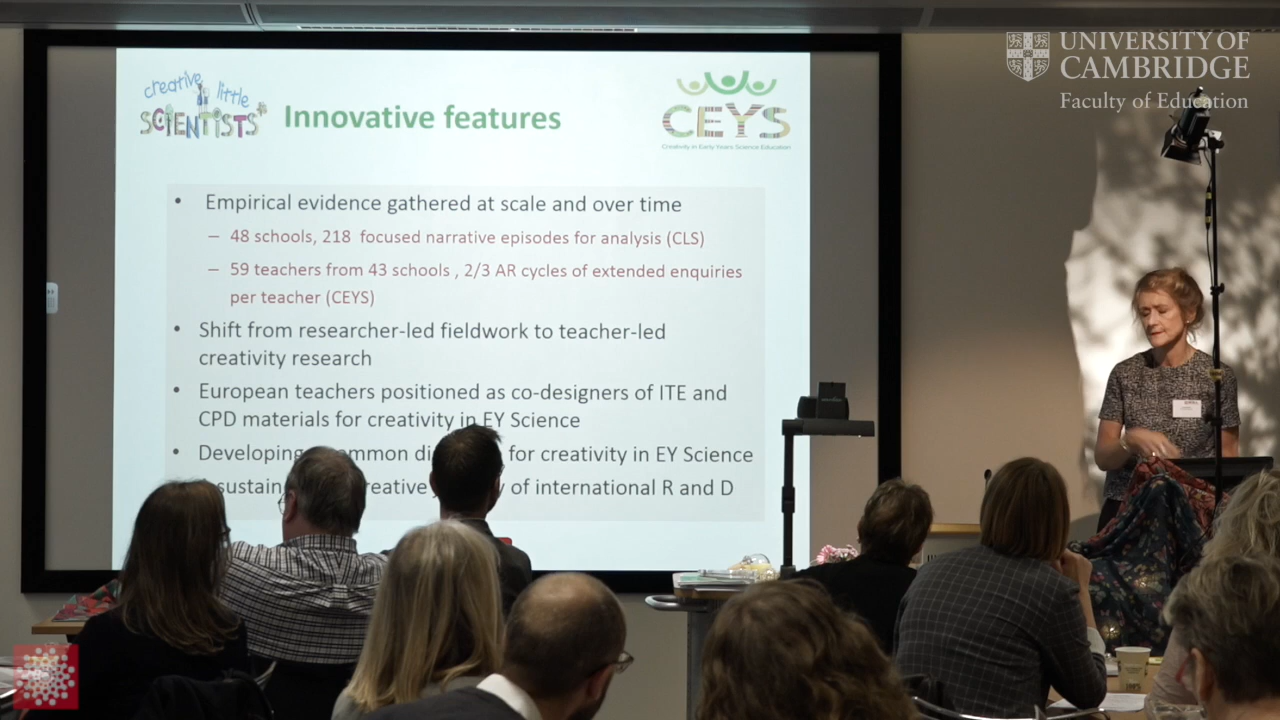 UNIVERSITY OF
CAMBRIDGE
Faculty of Education
creative little
SCIENTISTS
Innovative features
CEYS
Creativity in Early Years Science Education
• Empirical evidence gathered at scale and over time
– 48 schools, 218 focused narrative episodes for analysis (CLS)
– 59 teachers from 43 schools , 2/3 AR cycles of extended enquiries
per teacher (CEYS)
• Shift from researcher-led fieldwork to teacher-led
creativity research
• European teachers positioned as co-designers of ITE and
CPD materials for creativity in EY Science
• Developing for creativity in EY Science
of international R and D